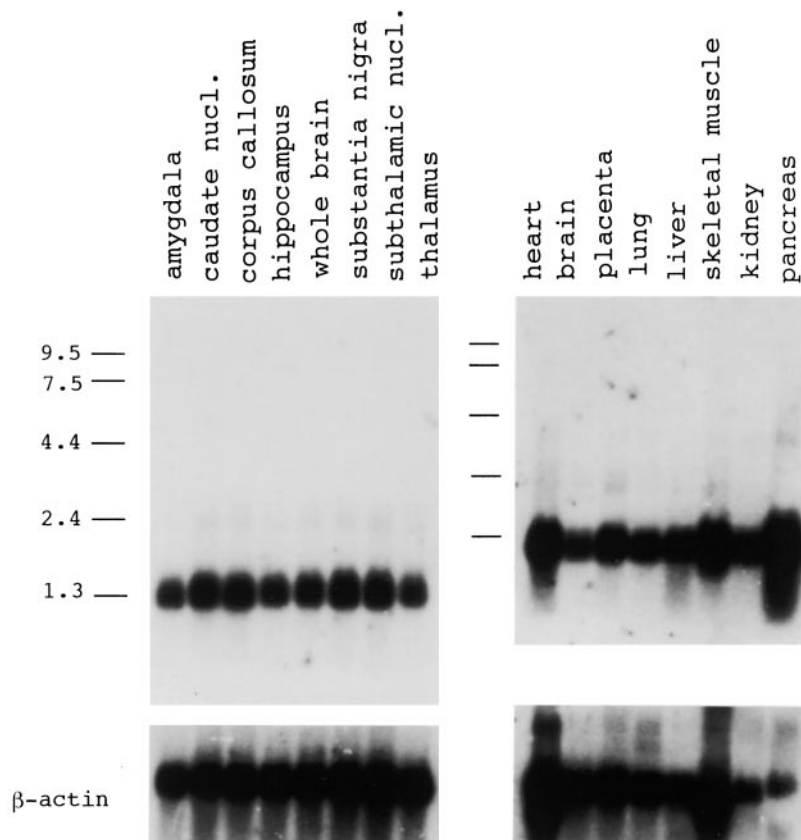 amygdala
caudate nucl.
corpus callosum
hippocampus
whole brain
substantia nigra
subthalamic nucl.
thalamus
heart
brain
placenta
lung
liver
skeletal muscle
kidney
pancreas
9.5
7.5
4.4
2.4
1.3
β-actin